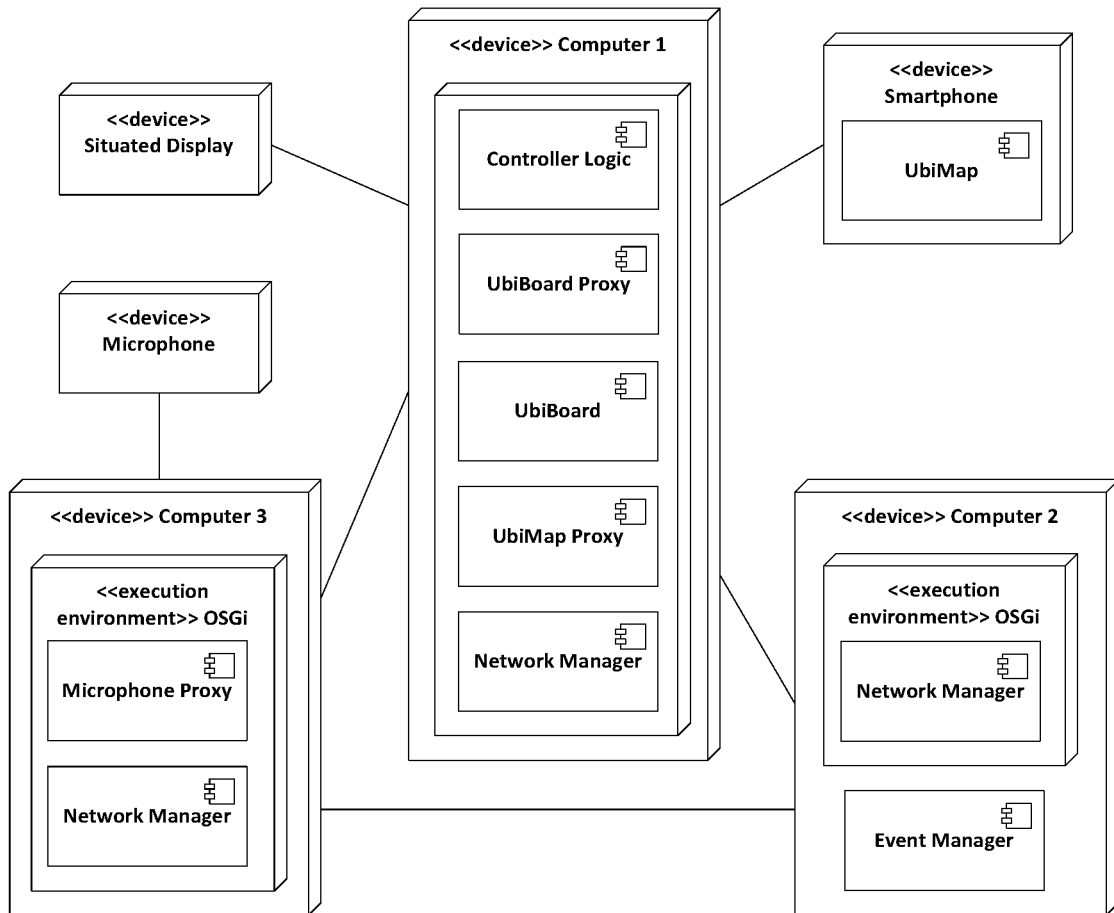 <<device>> Computer 1
Controller Logic
UbiBoard Proxy
UbiBoard
UbiMap Proxy
Network Manager
<<device>>
Situated Display
<<device>>
Microphone
<<device>>
Smartphone
UbiMap
<<device>> Computer 3
<<execution
environment>> OSGi
Microphone Proxy
Network Manager
<<device>> Computer 2
<<execution
environment>> OSGi
Network Manager
Event Manager